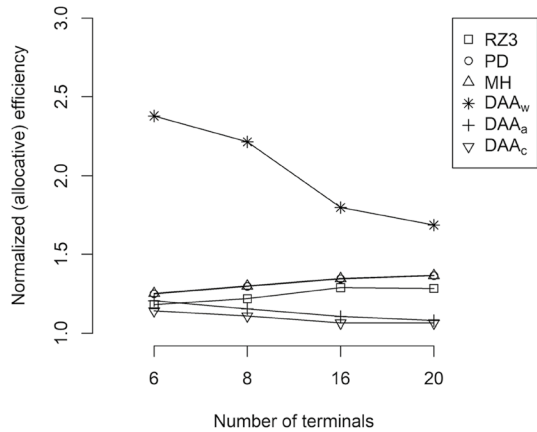 Normalized (allocative) efficiency
3.0
2.5
2.0
1.5
1.0
6
8
16
20
Number of terminals
RZ3
PD
MH
DAAw
DAAa
DAAc